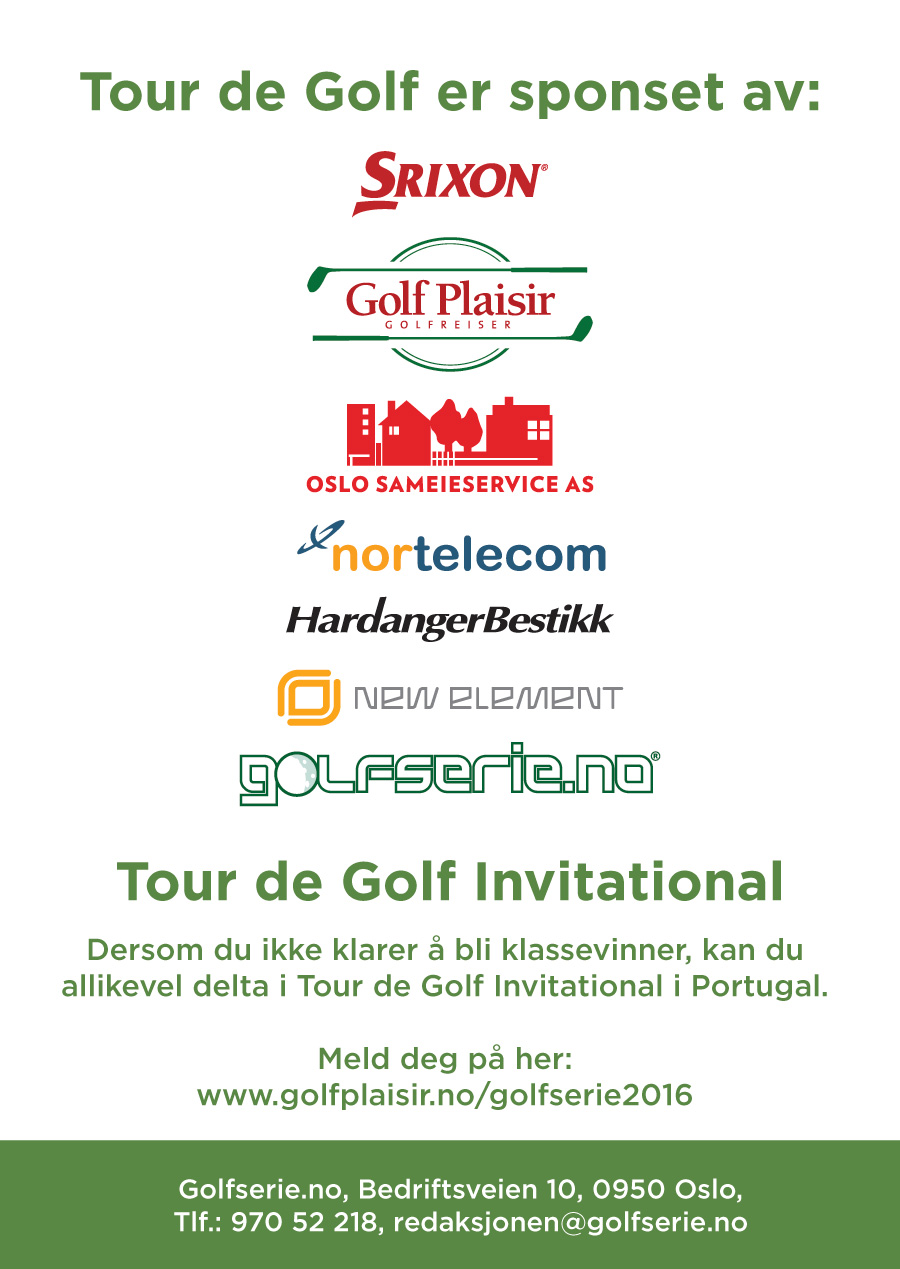 Tour de Golf er sponset av:
SRIXON®
Golf Plaisir
GOLFREISER
OSLO SAMEIESERVICE AS
nortelecom
HardangerBestikk
NEW ELEMENT
golfserie.no®
Tour de Golf Invitational
Dersom du ikke klarer å bli klassevinner, kan du
allikevel delta i Tour de Golf Invitational i Portugal.
Meld deg på her:
www.golfplaisir.no/golfserie2016
Golfserie.no, Bedriftsveien 10, 0950 Oslo,
Tlf.: 970 52 218, redaksjonen@golfserie.no